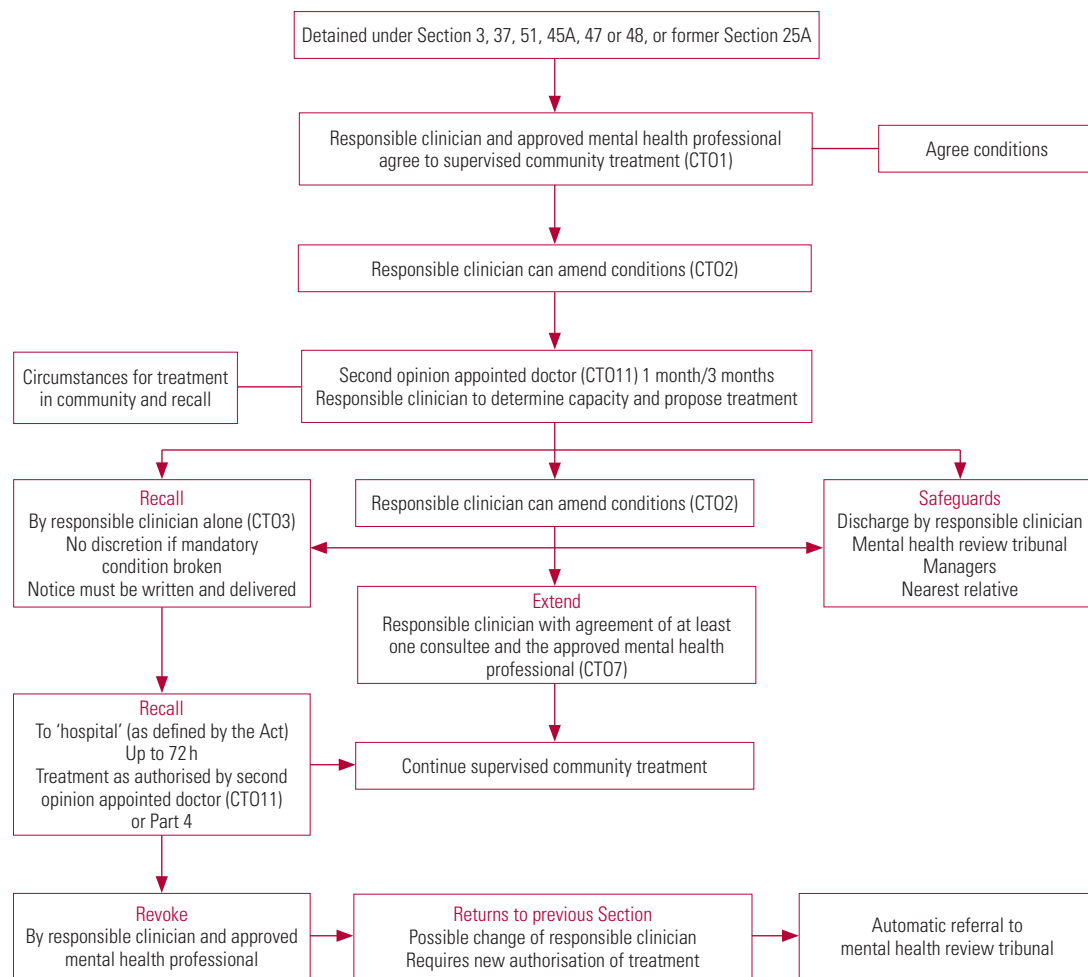 Detained under Section 3, 37, 51, 45A, 47 or 48, or former Section 25A
Responsible clinician and approved mental health professional
agree to supervised community treatment (CTO1)
Agree conditions
Responsible clinician can amend conditions (CTO2)
Circumstances for treatment
in community and recall
Second opinion appointed doctor (CTO11) 1 month/3 months
Responsible clinician to determine capacity and propose treatment
Recall
By responsible clinician alone (CTO3)
No discretion if mandatory
condition broken
Notice must be written and delivered
Responsible clinician can amend conditions (CTO2)
Safeguards
Discharge by responsible clinician
Mental health review tribunal
Managers
Nearest relative
Extend
Responsible clinician with agreement of at least
one consultee and the approved mental health
professional (CTO7)
Recall
To ‘hospital’ (as defined by the Act)
Up to 72 h
Treatment as authorised by second
opinion appointed doctor (CTO11)
or Part 4
Continue supervised community treatment
Revoke
By responsible clinician and approved
mental health professional
Returns to previous Section
Possible change of responsible clinician
Requires new authorisation of treatment
Automatic referral to
mental health review tribunal